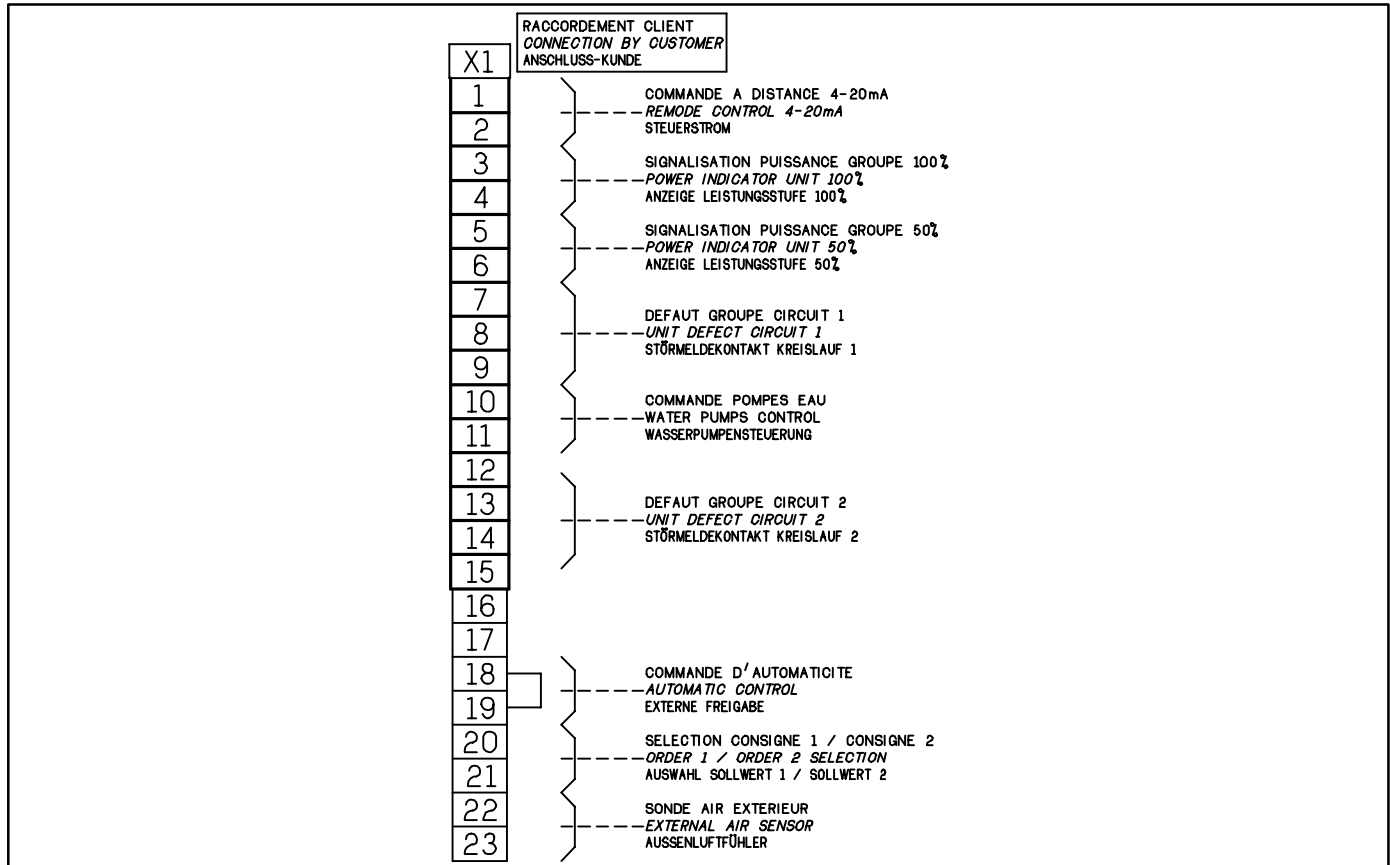 RACCORDEMENT CLIENT
CONNECTION BY CUSTOMER
ANSCHLUSS-KUNDE
X1
1
2
COMMANDE A DISTANCE 4-20mA
REMODE CONTROL 4-20mA
STEUERSTROM
3
4
SIGNALISATION PUISSANCE GROUPE 100%
POWER INDICATOR UNIT 100%
ANZEIGE LEISTUNGSSTUFE 100%
5
6
SIGNALISATION PUISSANCE GROUPE 50%
POWER INDICATOR UNIT 50%
ANZEIGE LEISTUNGSSTUFE 50%
7
8
9
DEFAUT GROUPE CIRCUIT 1
UNIT DEFECT CIRCUIT 1
STÖRMELDEKONTAKT KREISLAUF 1
10
11
COMMANDE POMPES EAU
WATER PUMPS CONTROL
WASSERPUMPENSTEUERUNG
12
13
14
15
DEFAUT GROUPE CIRCUIT 2
UNIT DEFECT CIRCUIT 2
STÖRMELDEKONTAKT KREISLAUF 2
16
17
18
19
COMMANDE D'AUTOMATICITE
AUTOMATIC CONTROL
EXTERNE FREIGABE
20
21
SELECTION CONSIGNE 1 / CONSIGNE 2
ORDER 1 / ORDER 2 SELECTION
AUSWAHL SOLLWERT 1 / SOLLWERT 2
22
23
SONDE AIR EXTERIEUR
EXTERNAL AIR SENSOR
AUSSENLUFTFÜHLER